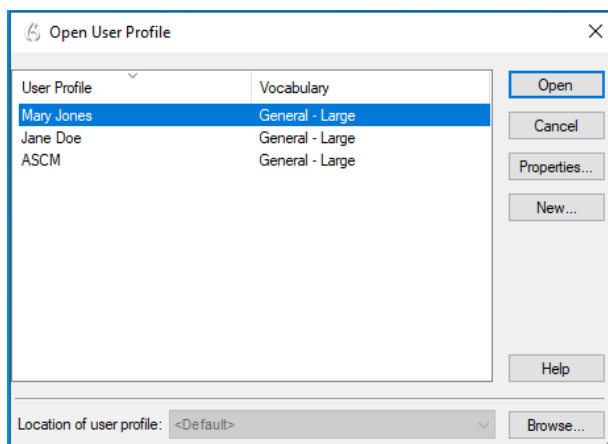 Open User Profile
User Profile Vocabulary
Mary Jones General - Large
Jane Doe General - Large
ASCM General - Large
Open
Cancel
Properties...
New...
Help
Location of user profile: <Default> Browse...